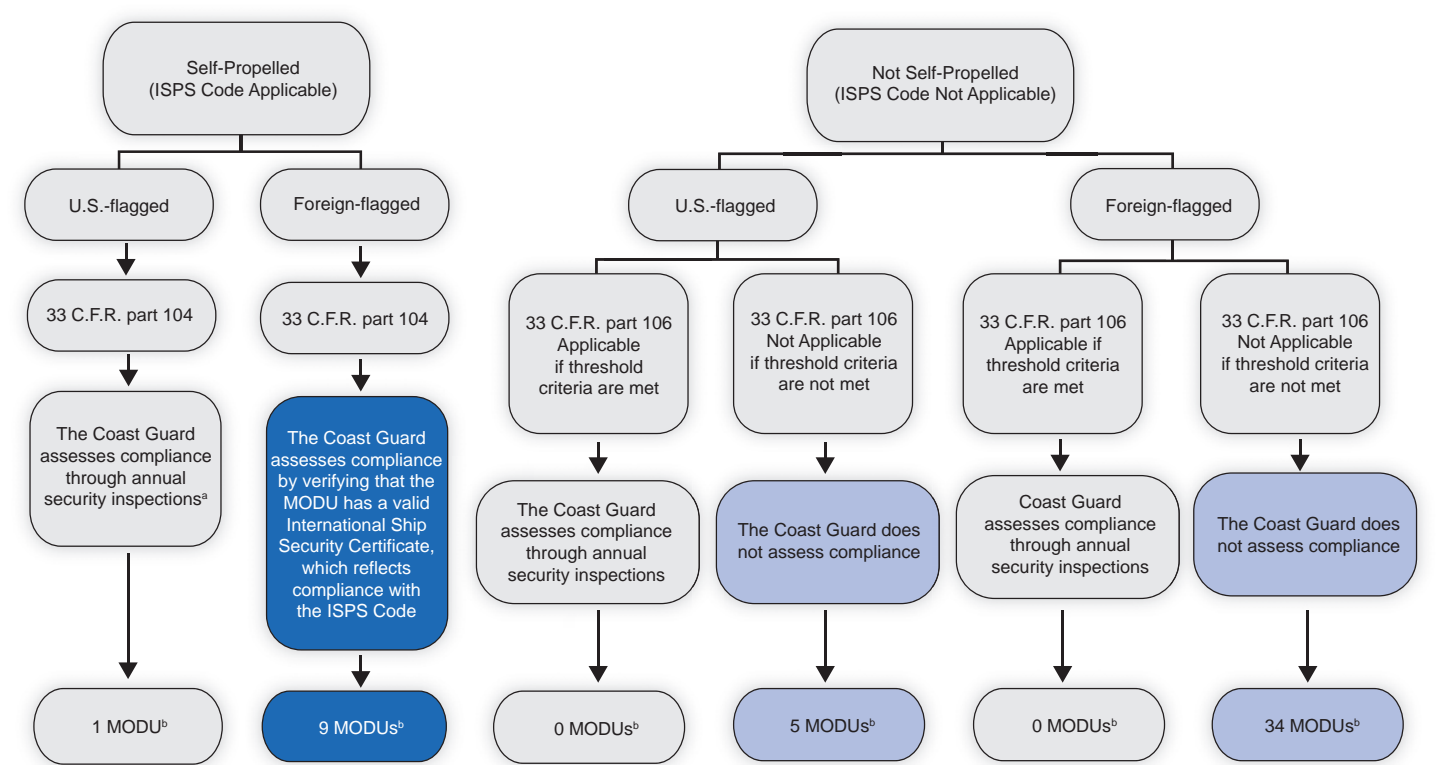 Self-Propelled
(ISPS Code Applicable)
Not Self-Propelled
(ISPS Code Not Applicable)
U.S.-flagged
Foreign-flagged
U.S.-flagged
Foreign-flagged
33 C.F.R. part 104
33 C.F.R. part 104
33 C.F.R. part 106
Applicable
if threshold
criteria are met
33 C.F.R. part 106
Not Applicable
if threshold criteria
are not met
33 C.F.R. part 106
Applicable if
threshold criteria
are met
33 C.F.R. part 106
Not Applicable
if threshold criteria
are not met
The Coast Guard
assesses compliance
through annual
security inspectionsᵃ
The Coast Guard
assesses compliance
by verifying that the
MODU has a valid
International Ship
Security Certificate,
which reflects
compliance with
the ISPS Code
The Coast Guard
assesses compliance
through annual
security inspections
The Coast Guard does
not assess compliance
Coast Guard
assesses compliance
through annual
security inspections
The Coast Guard does
not assess compliance
1 MODUᵇ
9 MODUsᵇ
0 MODUsᵇ
5 MODUsᵇ
0 MODUsᵇ
34 MODUsᵇ